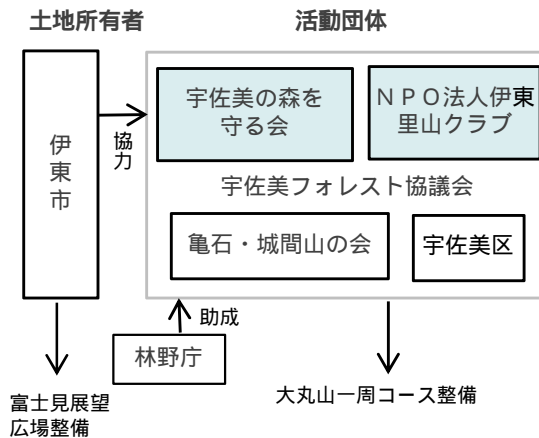 土地所有者
活動団体
伊東市
協力
宇佐美の森を
守る会
ＮＰＯ法人伊東
里山クラブ
宇佐美フォレスト協議会
亀石・城間山の会
宇佐美区
助成
林野庁
富士見展望
広場整備
大丸山一周コース整備